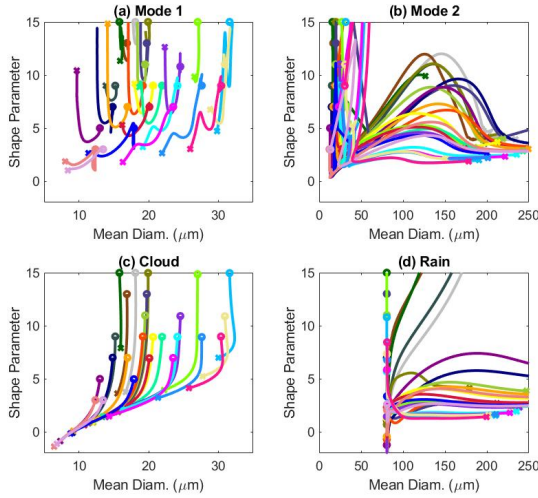 (a) Mode 1
(b) Mode 2
Shape Parameter
15
10
5
0
10
20
30
Mean Diam. (μm)
Shape Parameter
15
10
5
0
0
50
100
150
200
250
Mean Diam. (μm)
(c) Cloud
(d) Rain
Shape Parameter
15
10
5
0
10
20
30
Mean Diam. (μm)
Shape Parameter
15
10
5
0
0
50
100
150
200
250
Mean Diam. (μm)